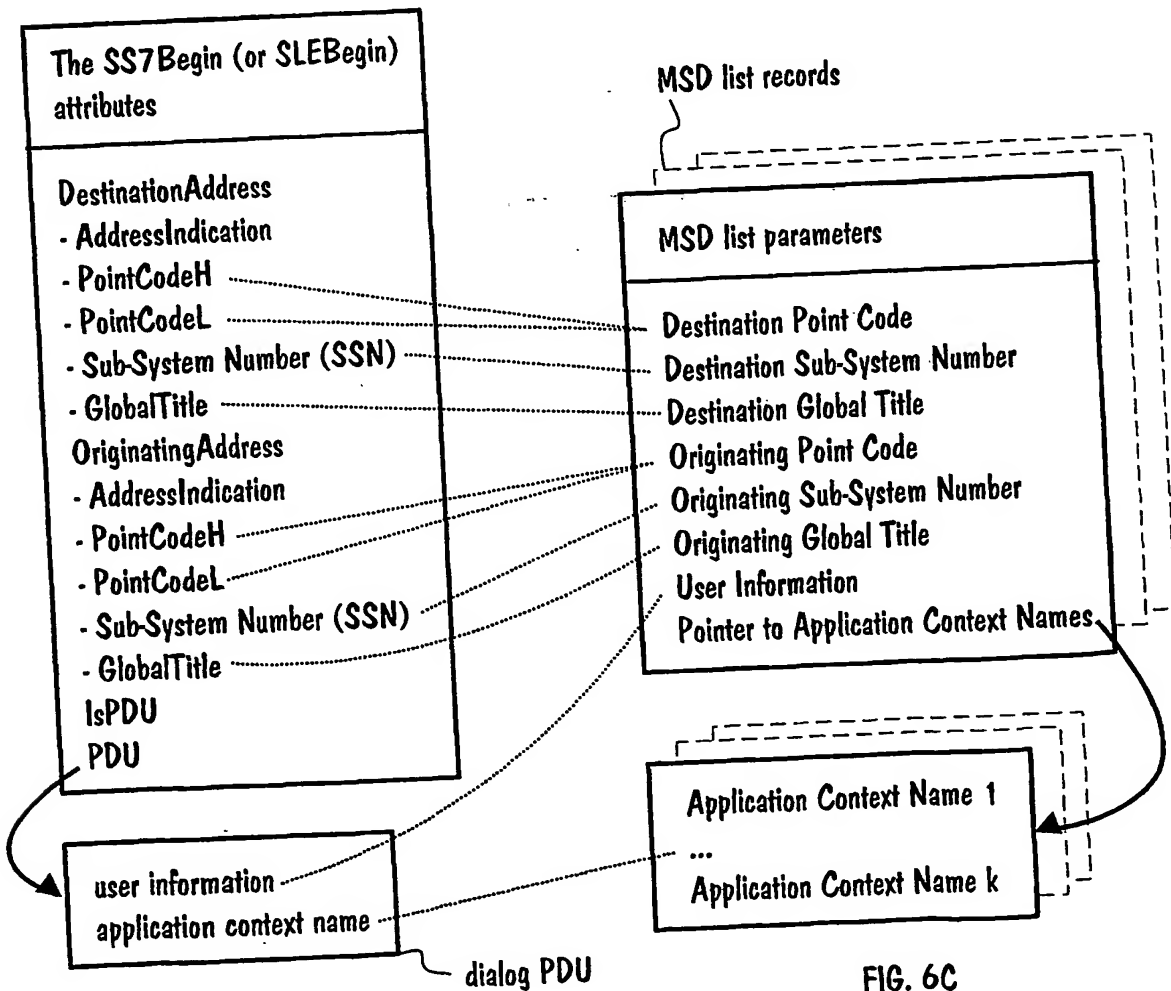 The SS7Begin (or SLEBegin)
attributes
DestinationAddress
- AddressIndication
- PointCodeH
- PointCodeL
- Sub-System Number (SSN)
- GlobalTitle
OriginatingAddress
- AddressIndication
- PointCodeH
- PointCodeL
- Sub-System Number (SSN)
- GlobalTitle
IsPDU
PDU
user information
application context name
dialog PDU
MSD list records
MSD list parameters
Destination Point Code
Destination Sub-System Number
Destination Global Title
Originating Point Code
Originating Sub-System Number
Originating Global Title
User Information
Pointer to Application Context Names
Application Context Name 1
...
Application Context Name k
FIG. 6C